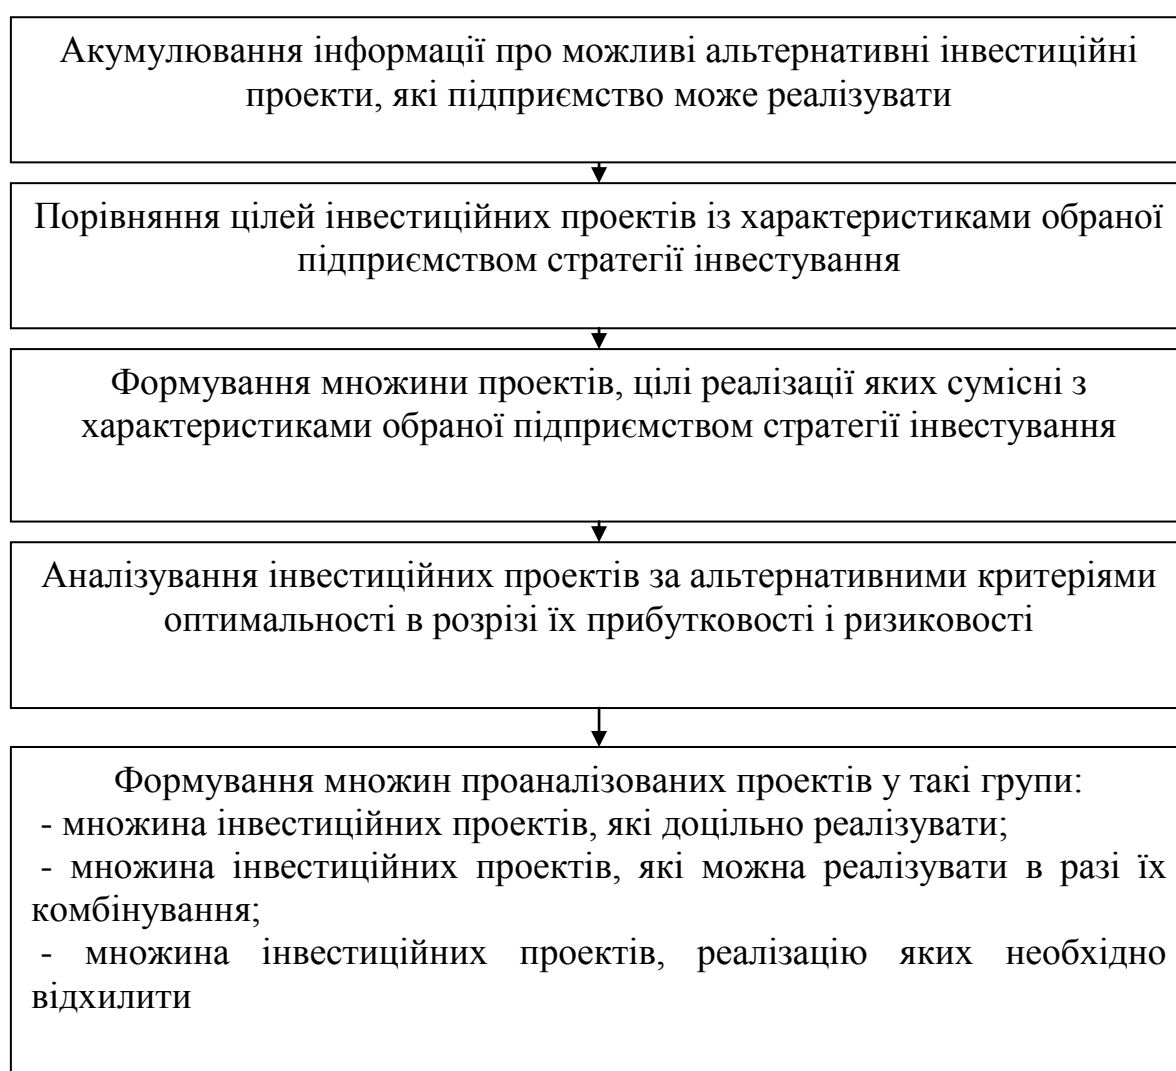 Акумулювання інформації про можливі альтернативні інвестиційні
проекти, які підприємство може реалізувати
Порівняння цілей інвестиційних проектів із характеристиками обраної
підприємством стратегії інвестування
Формування множини проектів, цілі реалізації яких сумісні з
характеристиками обраної підприємством стратегії інвестування
Аналізування інвестиційних проектів за альтернативними критеріями
оптимальності в розрізі їх прибутковості і ризиковості
Формування множин проаналізованих проектів у такі групи:
- множина інвестиційних проектів, які доцільно реалізувати;
- множина інвестиційних проектів, які можна реалізувати в разі їх
комбінування;
- множина інвестиційних проектів, реалізацію яких необхідно
відхилити